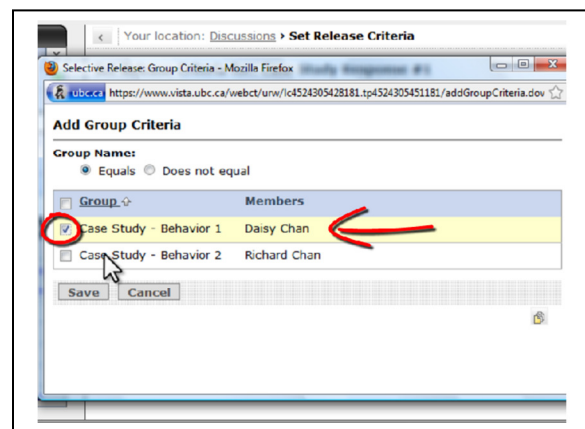 Your location: Discussions › Set Release Criteria
Selective Release: Group Criteria - Mozilla Firefox
ubc.ca https://www.vista.ubc.ca/webct/urw/lc4524305428181.tp4524305451181/addGroupCriteria.dow
Add Group Criteria
Group Name:
Equals Does not equal
Group Members
Case Study - Behavior 1 Daisy Chan
Case Study - Behavior 2 Richard Chan
Save Cancel